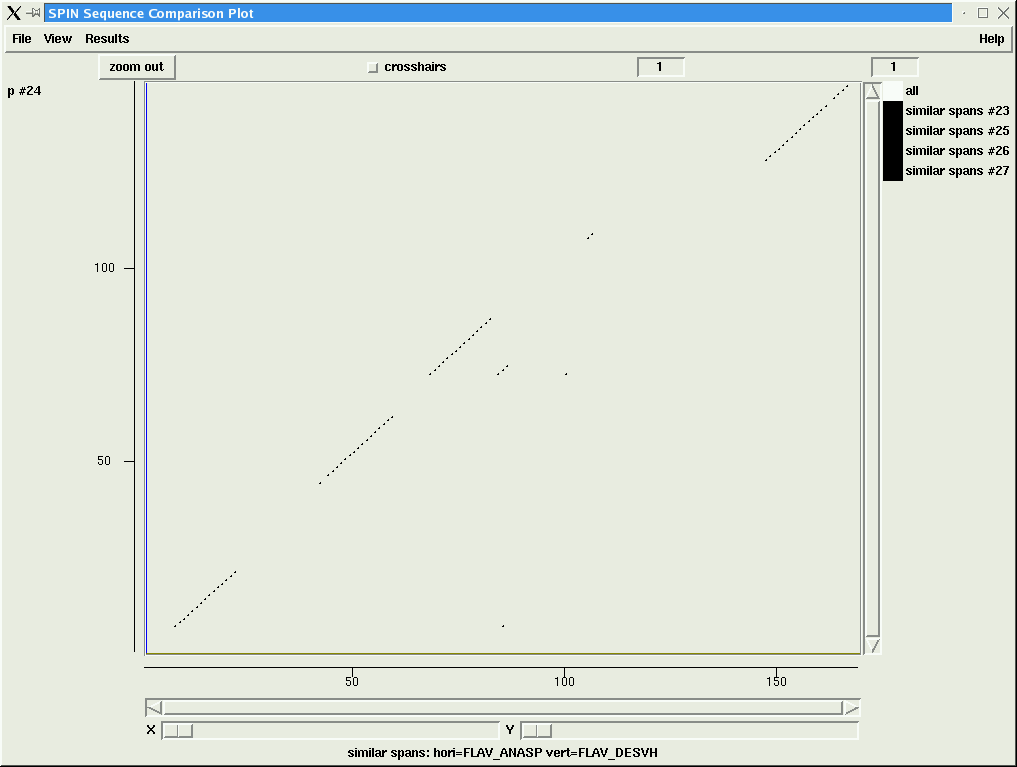 SPIN Sequence Comparison Plot
File View Results Help
zoom out crosshairs 1 1
p #24
all
similar spans #23
similar spans #25
similar spans #26
similar spans #27
100
50
50 100 150
X Y
similar spans: hori=FLAV_ANASP vert=FLAV_DESVH